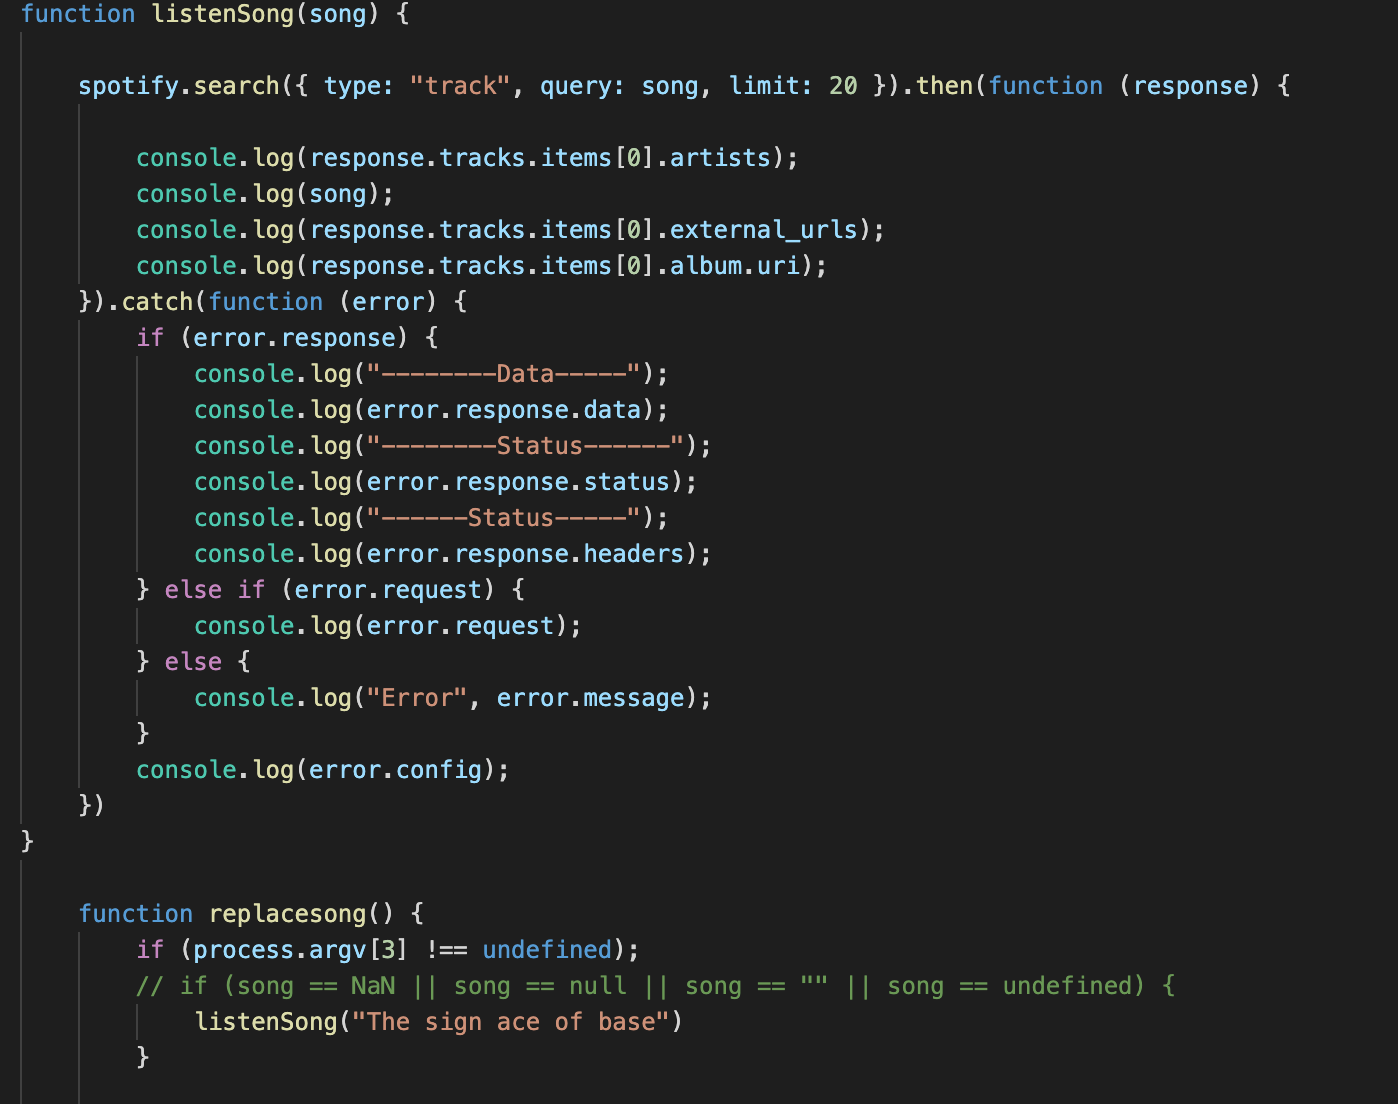 function listenSong(song) {
spotify.search({ type: "track", query: song, limit: 20 }).then(function (response) {
console.log(response.tracks.items[0].artists);
console.log(song);
console.log(response.tracks.items[0].external_urls);
console.log(response.tracks.items[0].album.uri);
}).catch(function (error) {
if (error.response) {
console.log("--------Data-----");
console.log(error.response.data);
console.log("--------Status------");
console.log(error.response.status);
console.log("------Status-----");
console.log(error.response.headers);
} else if (error.request) {
console.log(error.request);
} else {
console.log("Error", error.message);
}
console.log(error.config);
})
}
function replacesong() {
if (process.argv[3] !== undefined);
// if (song == NaN || song == null || song == "" || song == undefined) {
listenSong("The sign ace of base")
}